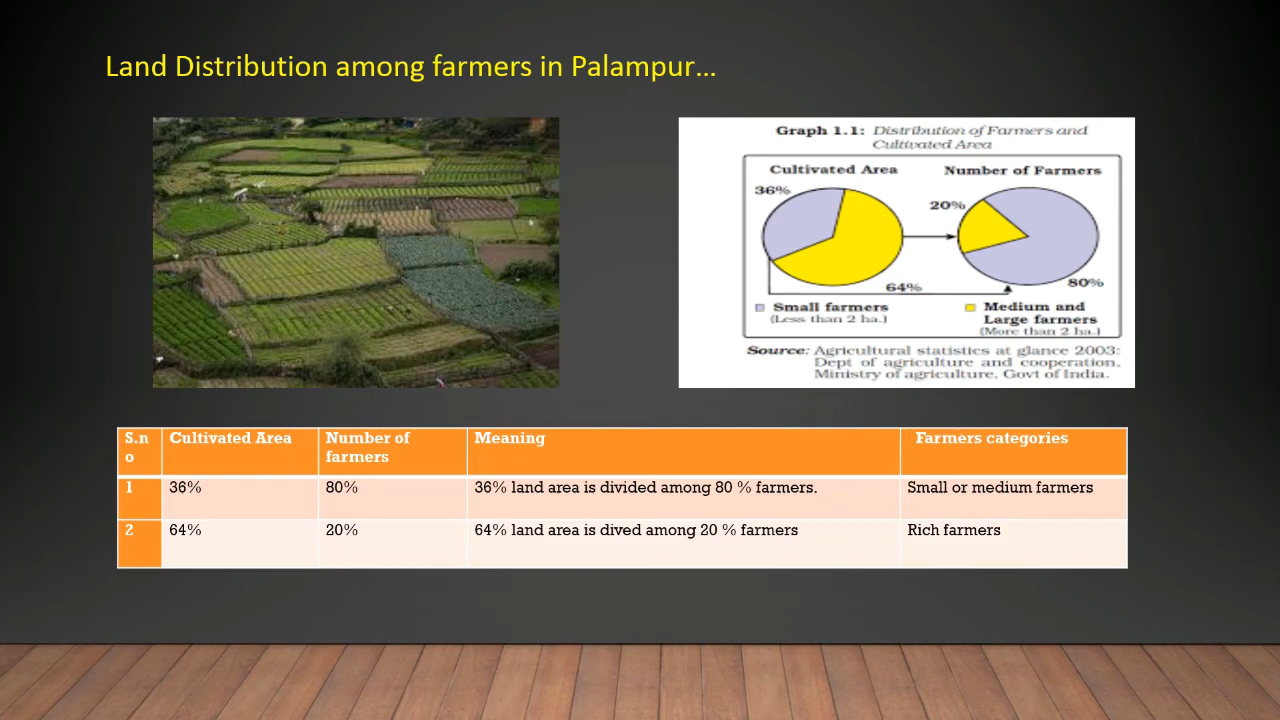 Land Distribution among farmers in Palampur…
Graph 1.1: Distribution of Farmers and
Cultivated Area
Cultivated Area
Number of Farmers
36%
64%
20%
80%
Small farmers
(Less than 2 ha.)
Medium and
Large farmers
(More than 2 ha.)
Source: Agricultural statistics at glance 2003:
Dept of agriculture and cooperation,
Ministry of agriculture, Govt of India.
S.n
o
Cultivated Area
Number of
farmers
Meaning
Farmers categories
1
36%
80%
36% land area is divided among 80 % farmers.
Small or medium farmers
2
64%
20%
64% land area is dived among 20 % farmers
Rich farmers